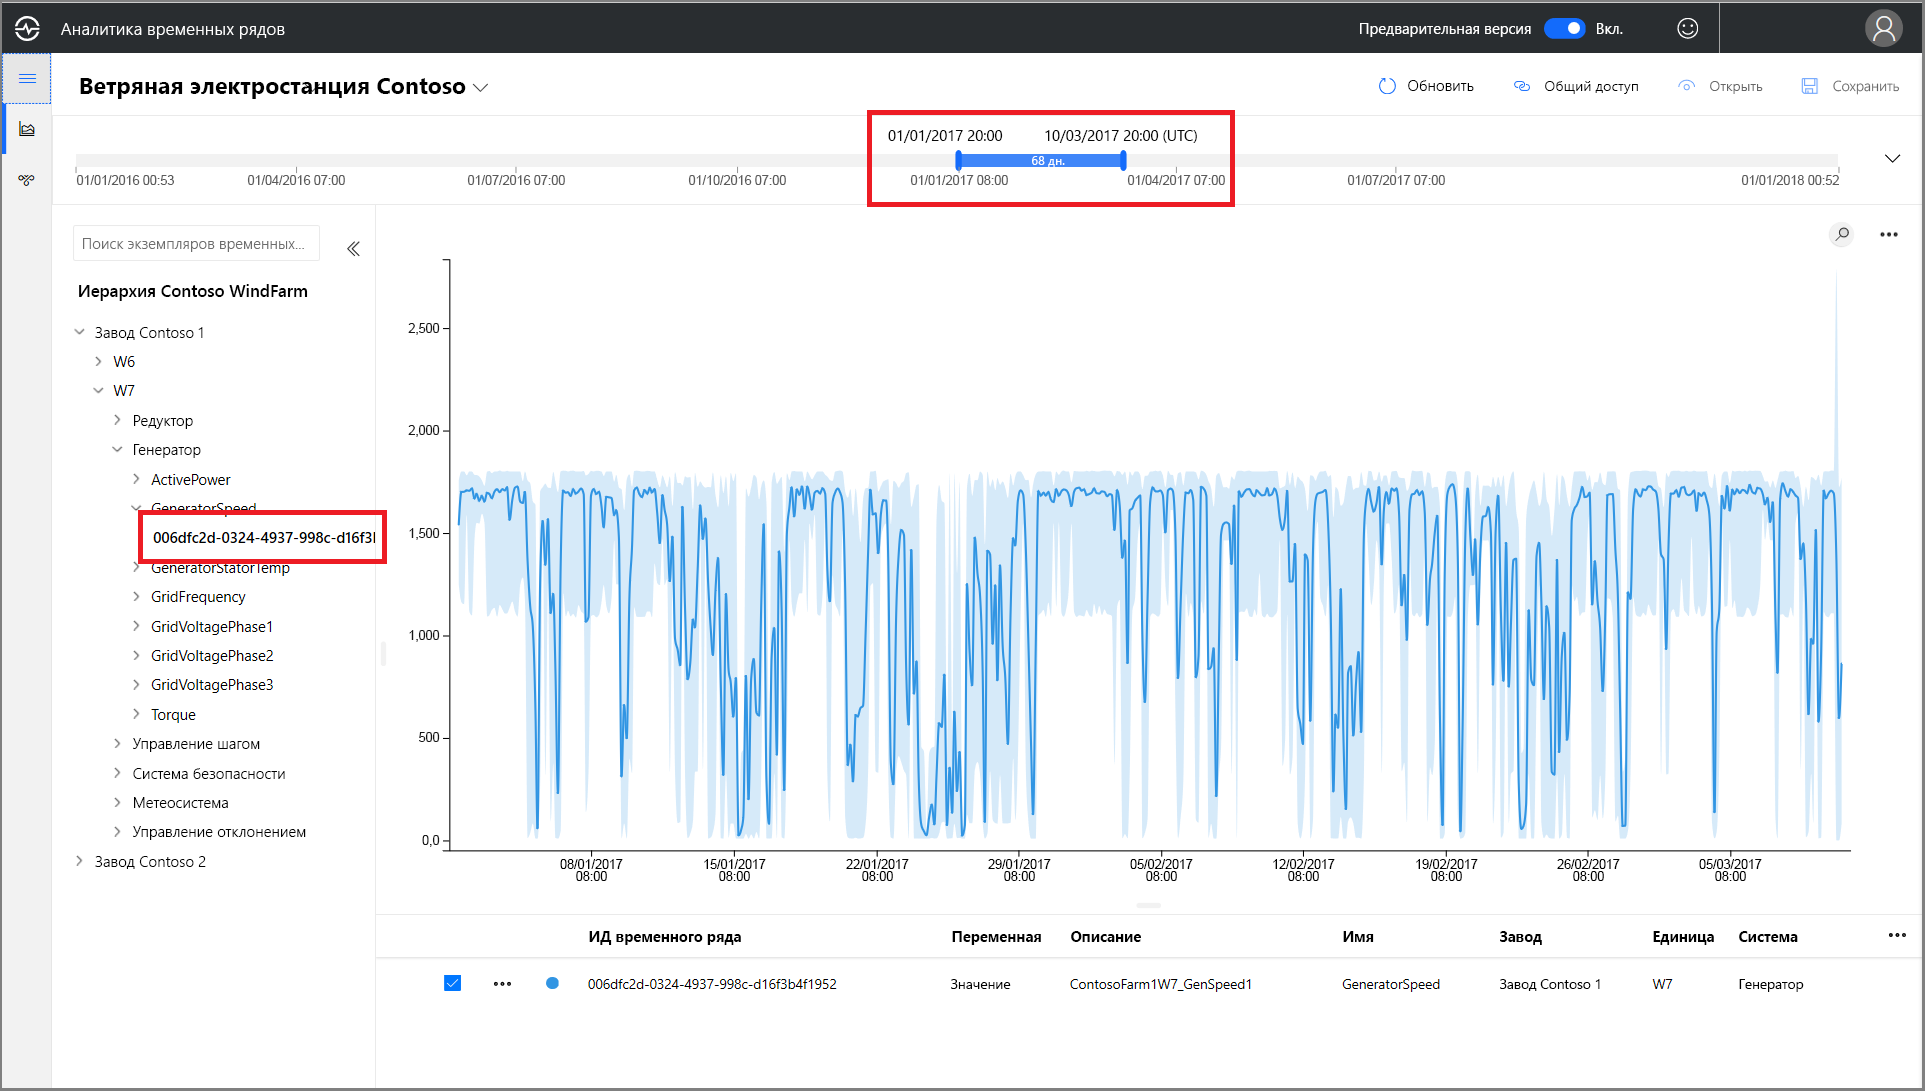 Аналитика временных рядов
Предварительная версия
Вкл.
Ветряная электростанция Contoso
Обновить
Общий доступ
Открыть
Сохранить
01/01/2017 20:00
10/03/2017 20:00 (UTC)
68 дн.
01/01/2016 00:53
01/04/2016 07:00
01/07/2016 07:00
01/10/2016 07:00
01/01/2017 08:00
01/04/2017 07:00
01/07/2017 07:00
01/01/2018 00:52
Поиск экземпляров временных...
Иерархия Contoso WindFarm
Завод Contoso 1
W6
W7
Редуктор
Генератор
ActivePower
GeneratorSpeed
006dfc2d-0324-4937-998c-d16f3
GeneratorStatorTemp
GridFrequency
GridVoltagePhase1
GridVoltagePhase2
GridVoltagePhase3
Torque
Управление шагом
Система безопасности
Метеосистема
Управление отклонением
Завод Contoso 2
2,500
2,000
1,500
1,000
500
0,0
08/01/2017
08:00
15/01/2017
08:00
22/01/2017
08:00
29/01/2017
08:00
05/02/2017
08:00
12/02/2017
08:00
19/02/2017
08:00
26/02/2017
08:00
05/03/2017
08:00
ИД временного ряда
Переменная
Описание
Имя
Завод
Единица
Система
006dfc2d-0324-4937-998c-d16f3b4f1952
Значение
ContosoFarm1W7_GenSpeed1
GeneratorSpeed
Завод Contoso 1
W7
Генератор